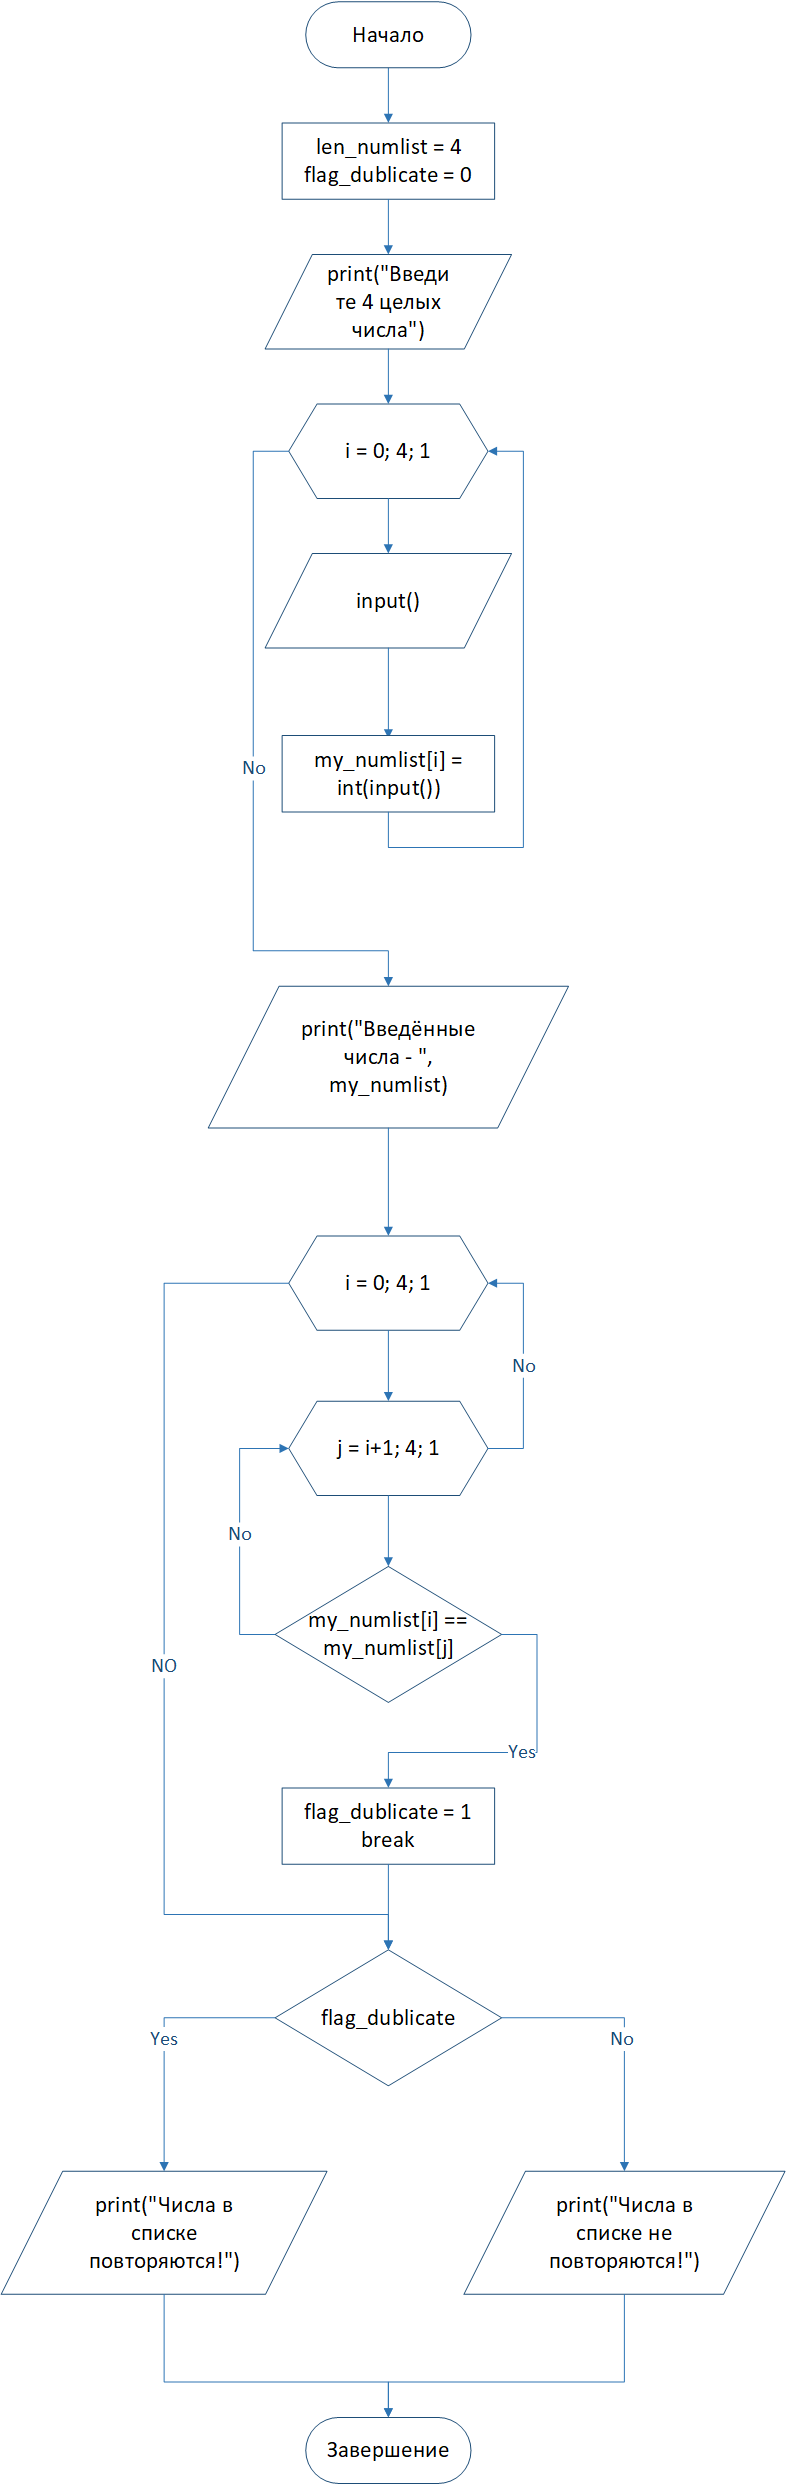 Начало
len_numlist = 4
flag_dublicate = 0
print("Введи
те 4 целых
числа")
i = 0; 4; 1
input()
No
my_numlist[i] =
int(input())
print("Введённые
числа - ",
my_numlist)
i = 0; 4; 1
No
j = i+1; 4; 1
No
my_numlist[i] ==
my_numlist[j]
NO
Yes
flag_dublicate = 1
break
flag_dublicate
Yes
No
print("Числа в
списке
повторяются!")
print("Числа в
списке не
повторяются!")
Завершение